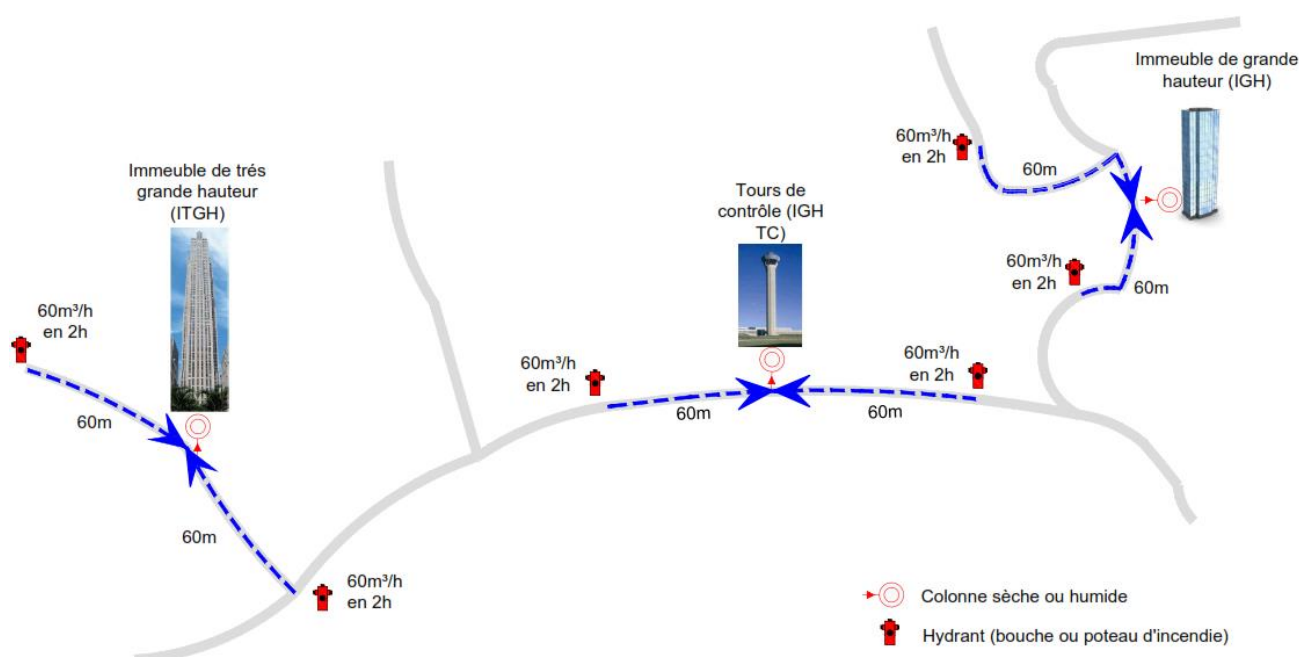 Immeuble de trés
grande hauteur
(ITGH)
60m³/h
en 2h
60m
60m
60m³/h
en 2h
Tours de
contrôle (IGH
TC)
60m³/h
en 2h
60m
60m³/h
en 2h
60m
Immeuble de grande
hauteur (IGH)
60m³/h
en 2h
60m
60m³/h
en 2h
60m
Colonne sèche ou humide
Hydrant (bouche ou poteau d'incendie)